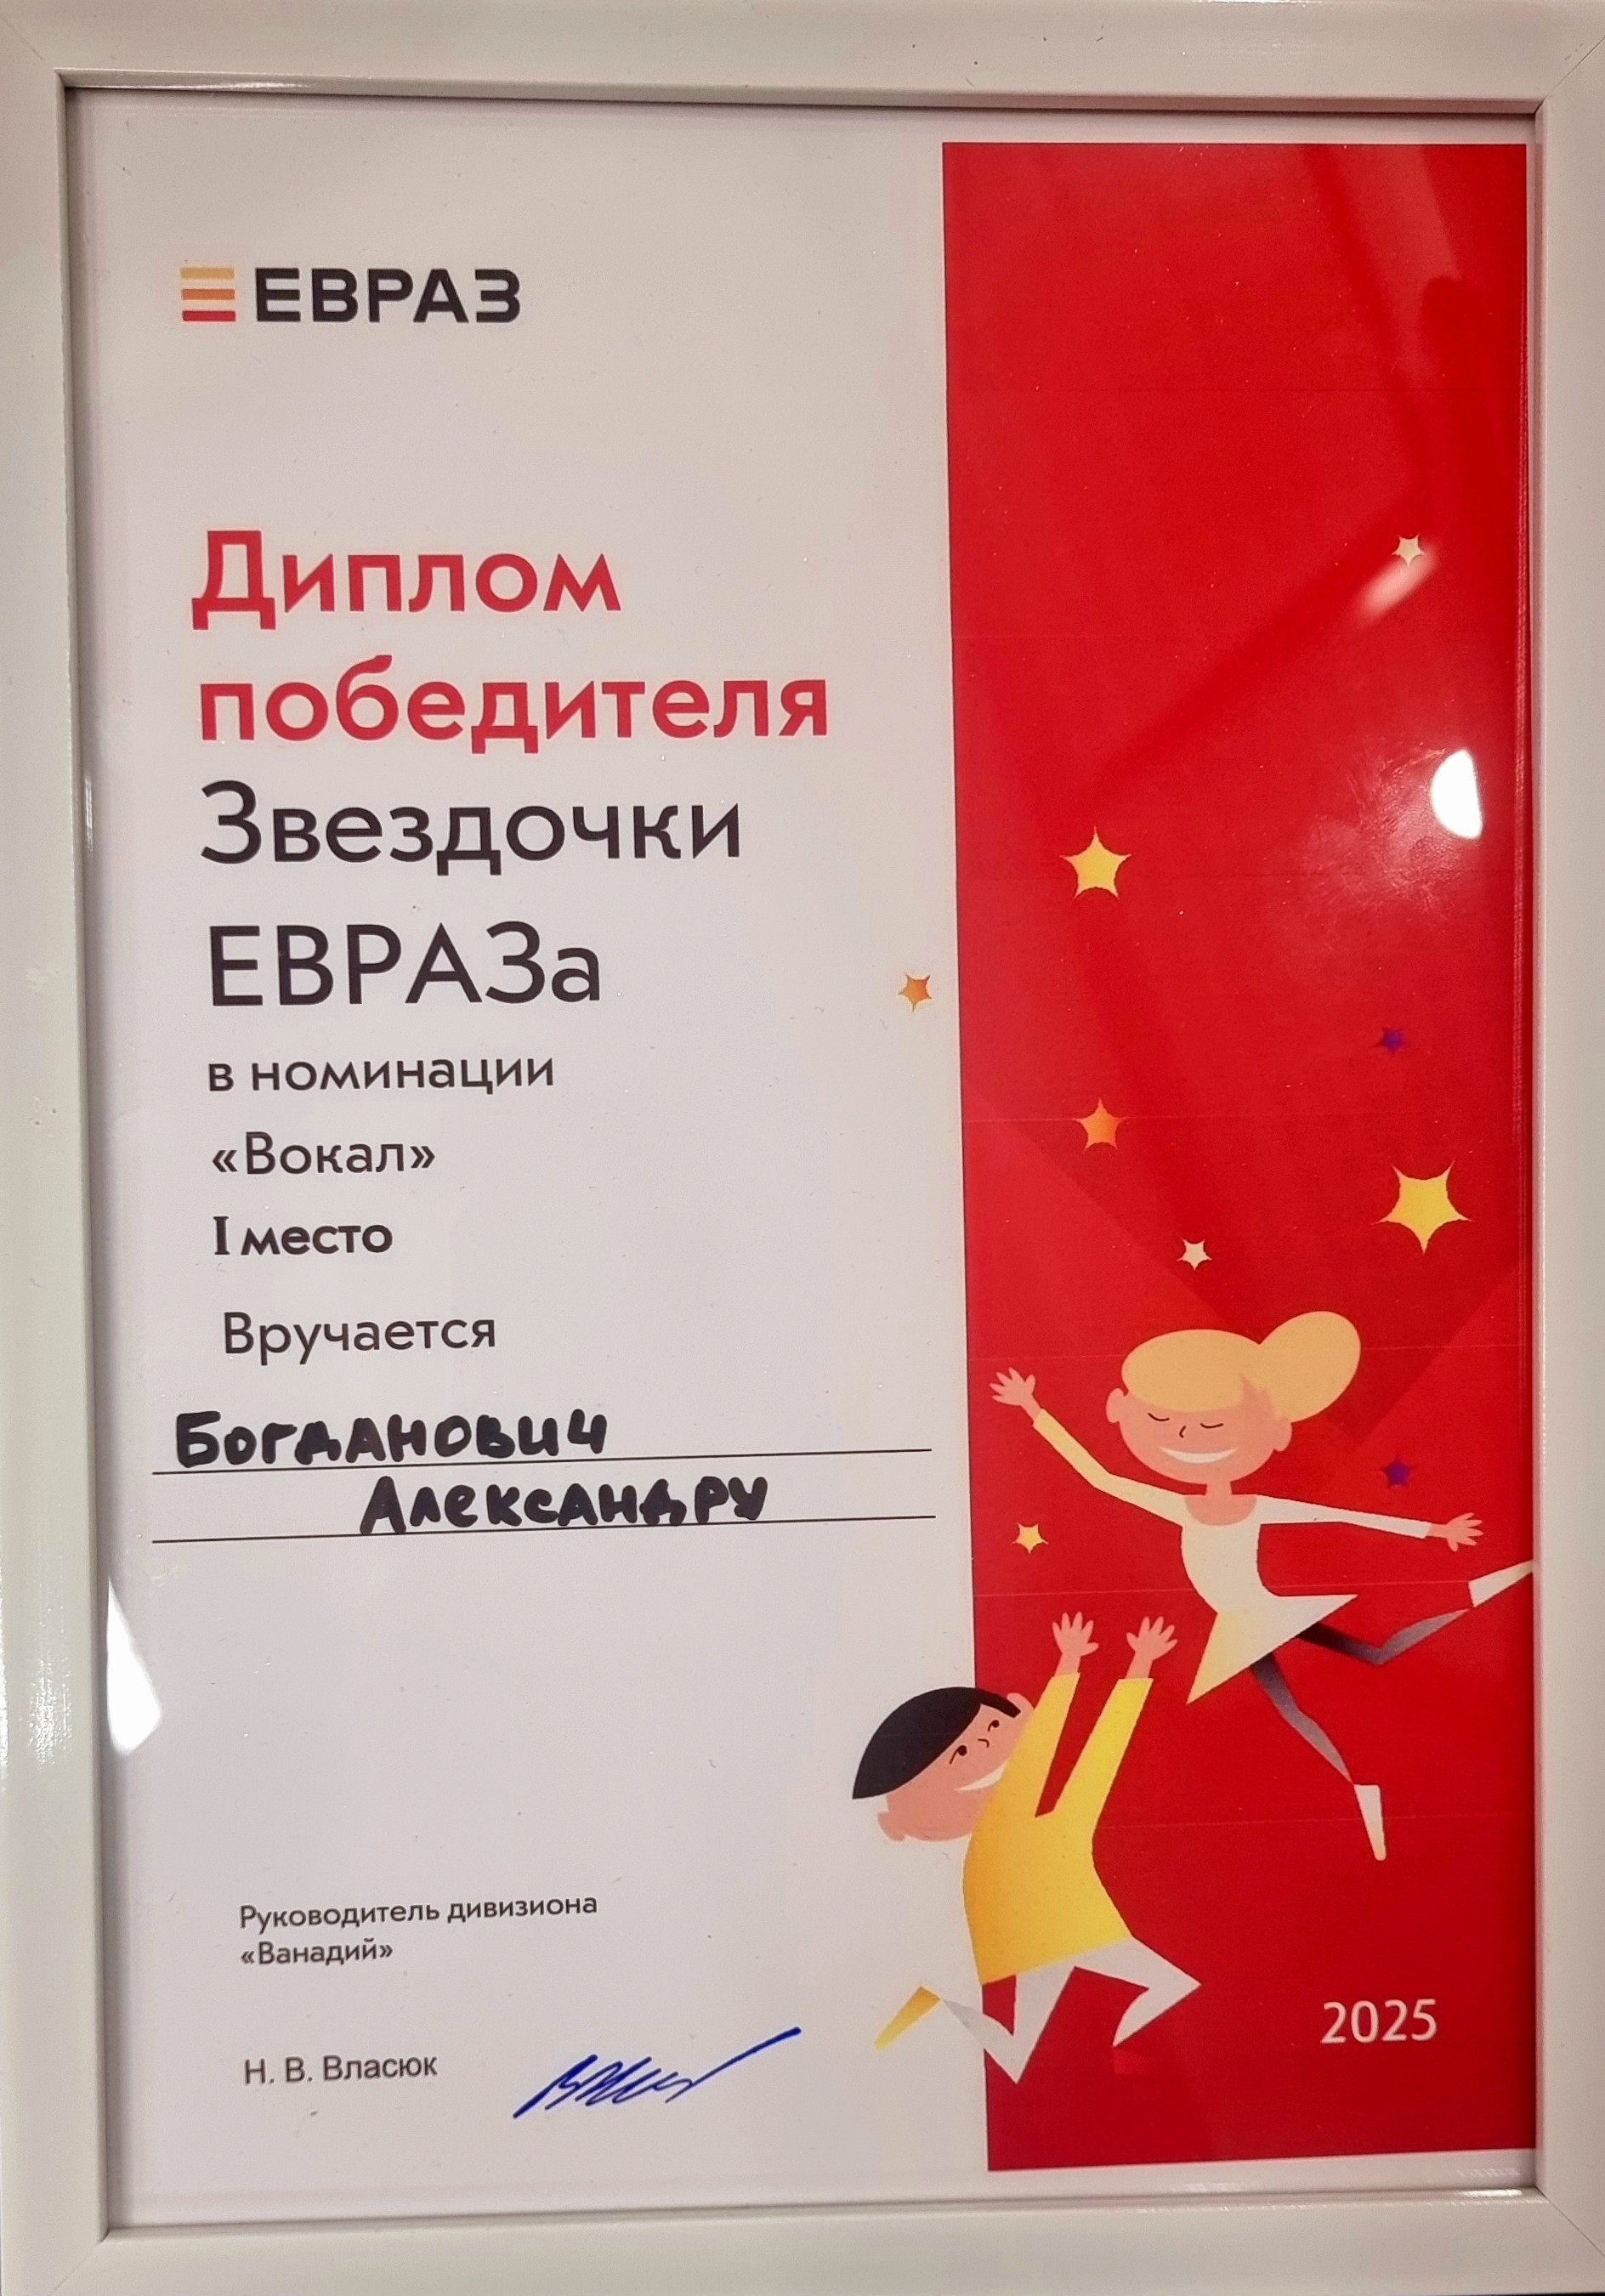 ЕВРАЗ
Диплом
победителя
Звездочки
ЕВРАЗа
в номинации
«Вокал»
I место
Вручается
Богданович
Александру
Руководитель дивизиона
«Ванадий»
Н. В. Власюк
2025